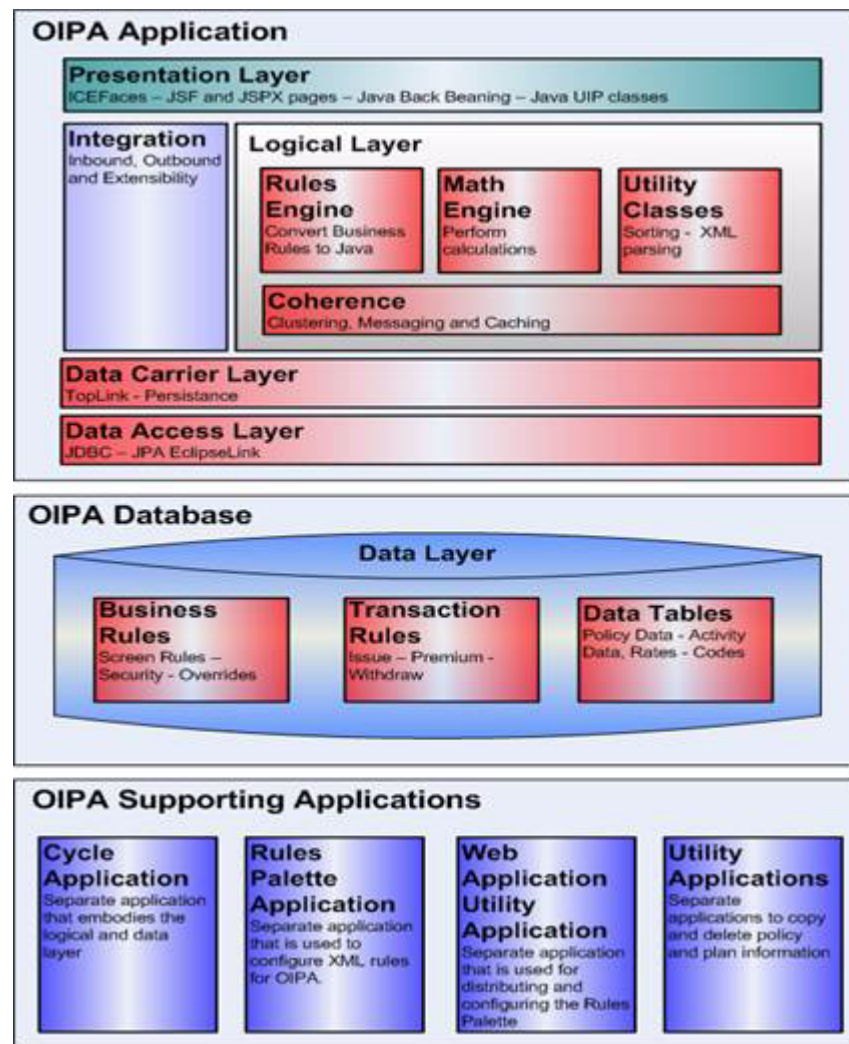 OIPA Application
Presentation Layer
ICEFaces – JSF and JSPX pages – Java Back Beaning – Java UIP classes
Integration
Inbound, Outbound
and Extensibility
Logical Layer
Rules
Engine
Convert Business
Rules to Java
Math
Engine
Perform
calculations
Utility
Classes
Sorting - XML
parsing
Coherence
Clustering, Messaging and Caching
Data Carrier Layer
TopLink - Persistance
Data Access Layer
JDBC – JPA EclipseLink
OIPA Database
Data Layer
Business
Rules
Screen Rules –
Security - Overrides
Transaction
Rules
Issue – Premium -
Withdraw
Data Tables
Policy Data - Activity
Data, Rates - Codes
OIPA Supporting Applications
Cycle
Application
Separate application
that embodies the
logical and data
layer
Rules
Palette
Application
Separate application
that is used to
configure XML rules
for OIPA.
Web
Application
Utility
Application
Separate application
that is used for
distributing and
configuring the Rules
Palette
Utility
Applications
Separate
applications to copy
and delete policy
and plan information